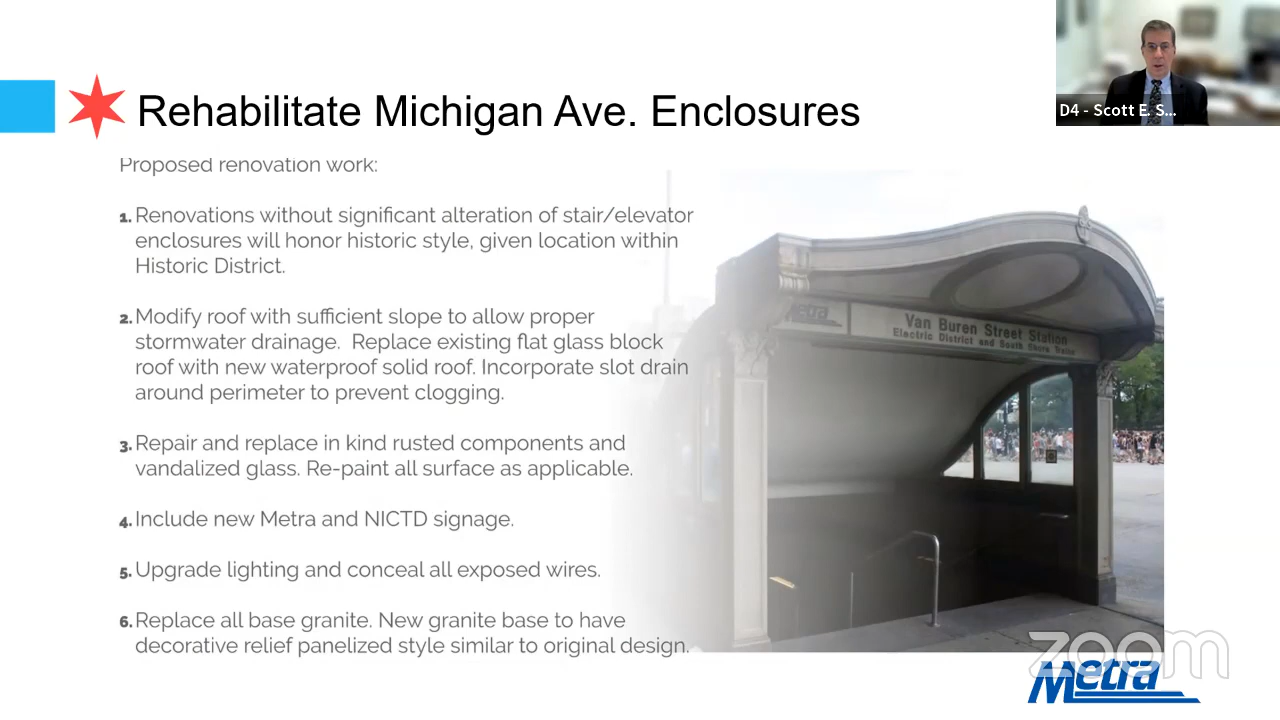 D4 - Scott E. S...
Rehabilitate Michigan Ave. Enclosures
Proposed renovation work:
1. Renovations without significant alteration of stair/elevator
enclosures will honor historic style, given location within
Historic District.
2. Modify roof with sufficient slope to allow proper
stormwater drainage. Replace existing flat glass block
roof with new waterproof solid roof. Incorporate slot drain
around perimeter to prevent clogging.
3. Repair and replace in kind rusted components and
vandalized glass. Re-paint all surface as applicable.
4. Include new Metra and NICTD signage.
5. Upgrade lighting and conceal all exposed wires.
6. Replace all base granite. New granite base to have
decorative relief panelized style similar to original design.
Metra
Van Buren Street Station
Electric District and South Shore Trains
zoom
Metra